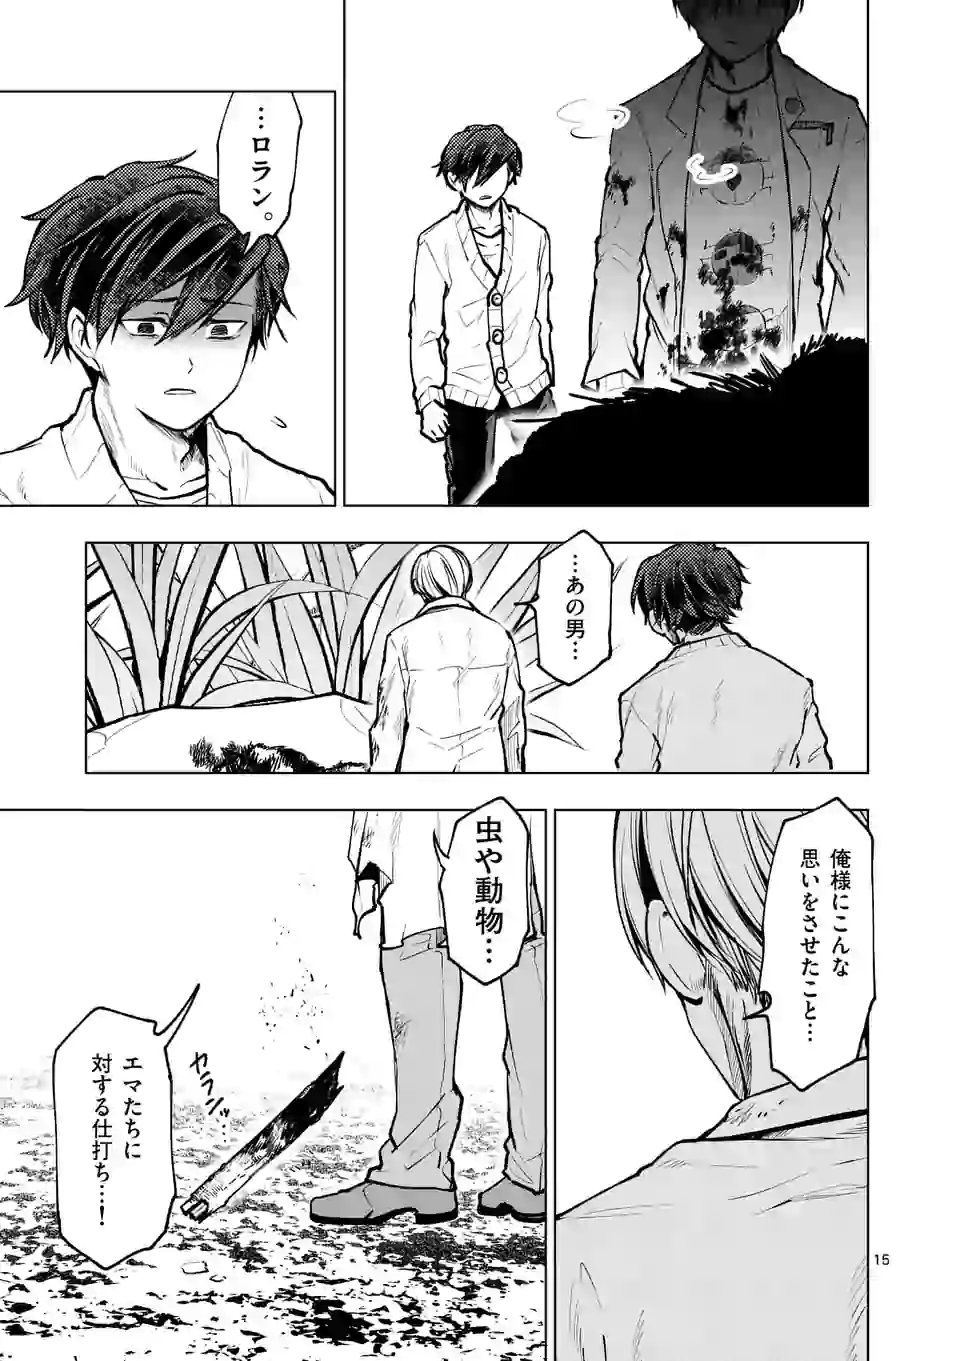 …ロラン。
…あの男…
俺様にこんな
思いをさせたこと…
虫や動物…
カランッ…
エマたちに
対する仕打ち…！
15